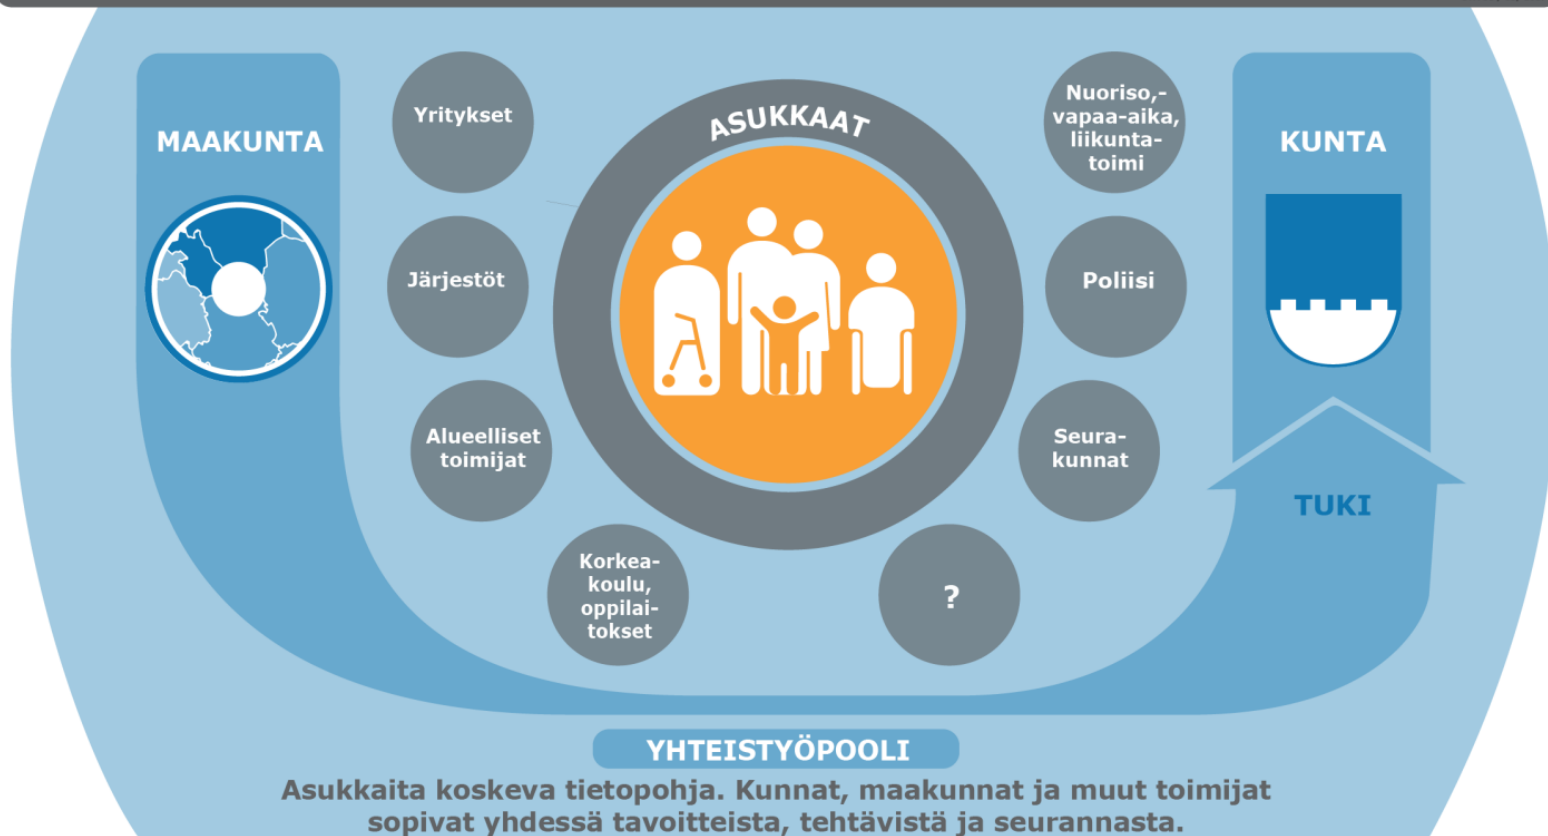 MAAKUNTA
Yritykset
Järjestöt
Alueelliset
toimijat
Korkea-
koulu,
oppilai-
tokset
ASUKKAAT
Nuoriso,-
vapaa-aika,
liikunta-
toimi
Poliisi
Seura-
kunnat
?
KUNTA
TUKI
YHTEISTYÖPOOLI
Asukkaita koskeva tietopohja. Kunnat, maakunnat ja muut toimijat
sopivat yhdessä tavoitteista, tehtävistä ja seurannasta.